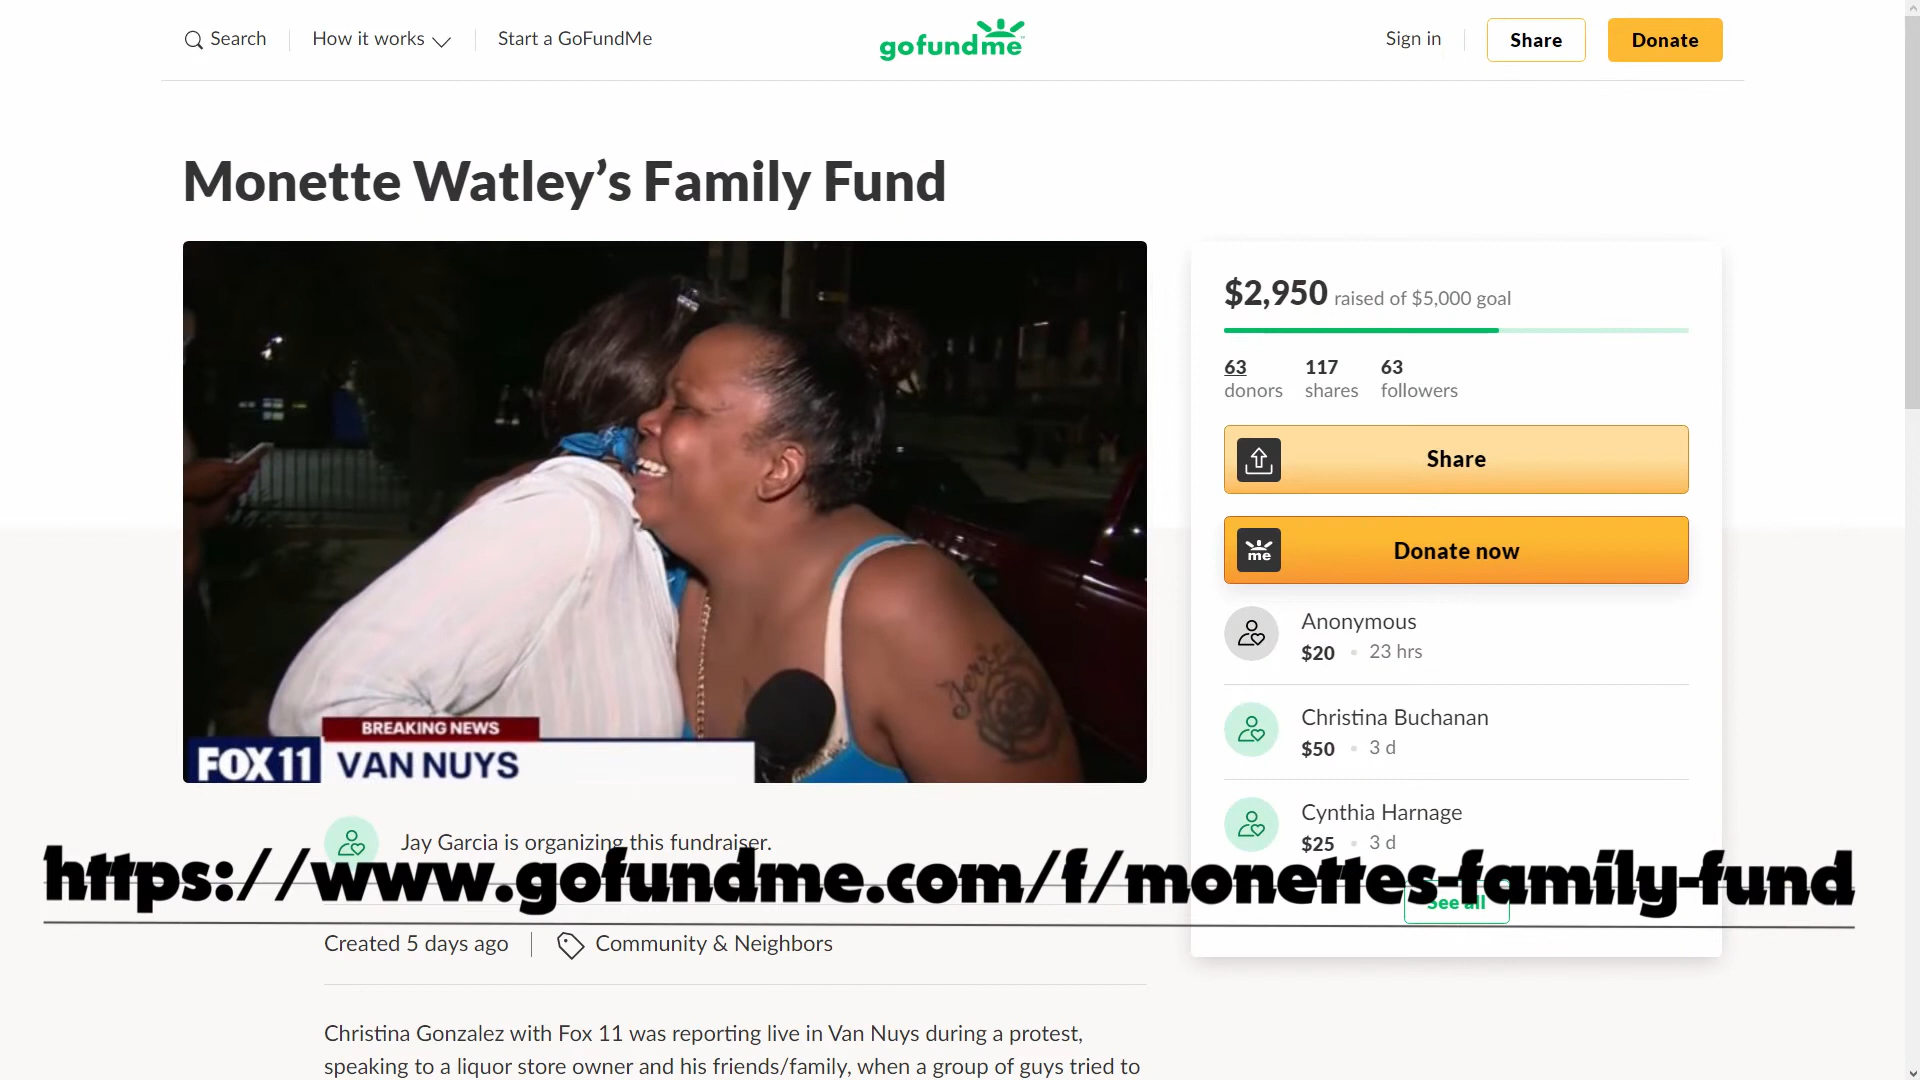 Search
How it works
Start a GoFundMe
gofundme
Sign in
Share
Donate
Monette Watley’s Family Fund
BREAKING NEWS
FOX 11 VAN NUYS
$2,950 raised of $5,000 goal
63 donors
117 shares
63 followers
Share
me Donate now
Anonymous
$20 • 23 hrs
Christina Buchanan
$50 • 3 d
Cynthia Harnage
$25 • 3 d
See all
Jay Garcia is organizing this fundraiser.
https://www.gofundme.com/f/monettes-family-fund
Created 5 days ago
Community & Neighbors
Christina Gonzalez with Fox 11 was reporting live in Van Nuys during a protest,
speaking to a liquor store owner and his friends/family, when a group of guys tried to